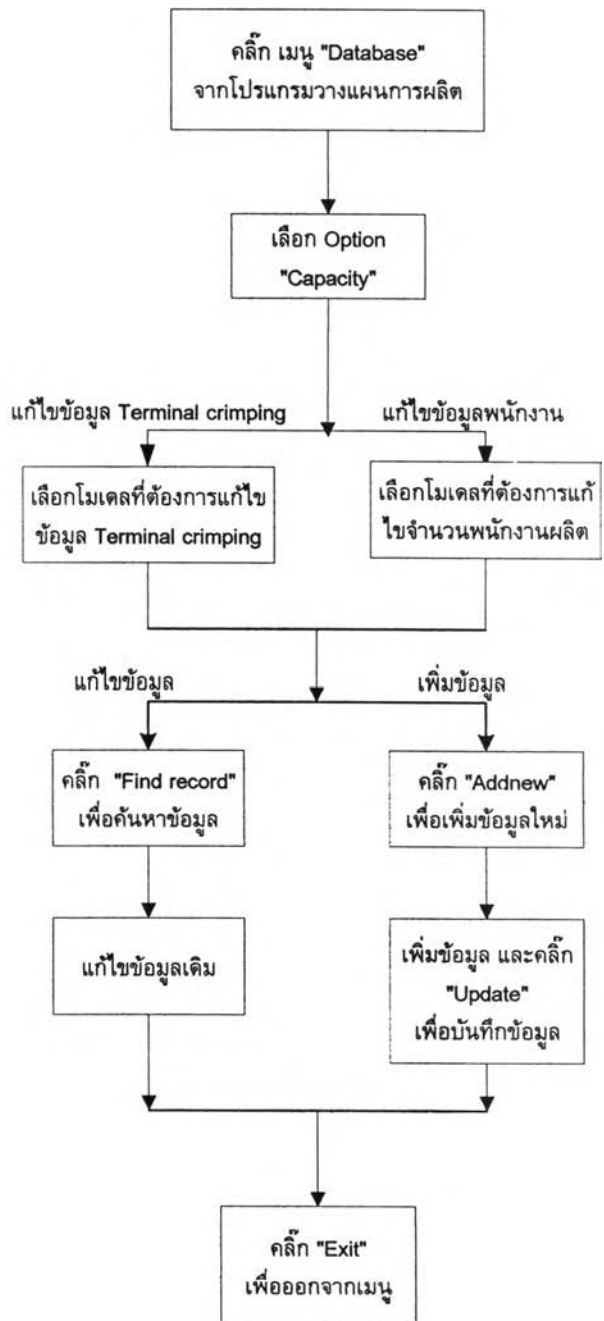 คลิ๊ก เมนู "Database"
จากโปรแกรมวางแผนการผลิต
เลือก Option
"Capacity"
แก้ไขข้อมูล Terminal crimping
แก้ไขข้อมูลพนักงาน
เลือกโมเดลที่ต้องการแก้ไข
ข้อมูล Terminal crimping
เลือกโมเดลที่ต้องการแก้
ไขจำนวนพนักงานผลิต
แก้ไขข้อมูล
เพิ่มข้อมูล
คลิ๊ก "Find record"
เพื่อค้นหาข้อมูล
คลิ๊ก "Addnew"
เพื่อเพิ่มข้อมูลใหม่
แก้ไขข้อมูลเดิม
เพิ่มข้อมูล และคลิ๊ก
"Update"
เพื่อบันทึกข้อมูล
คลิ๊ก "Exit"
เพื่อออกจากเมนู